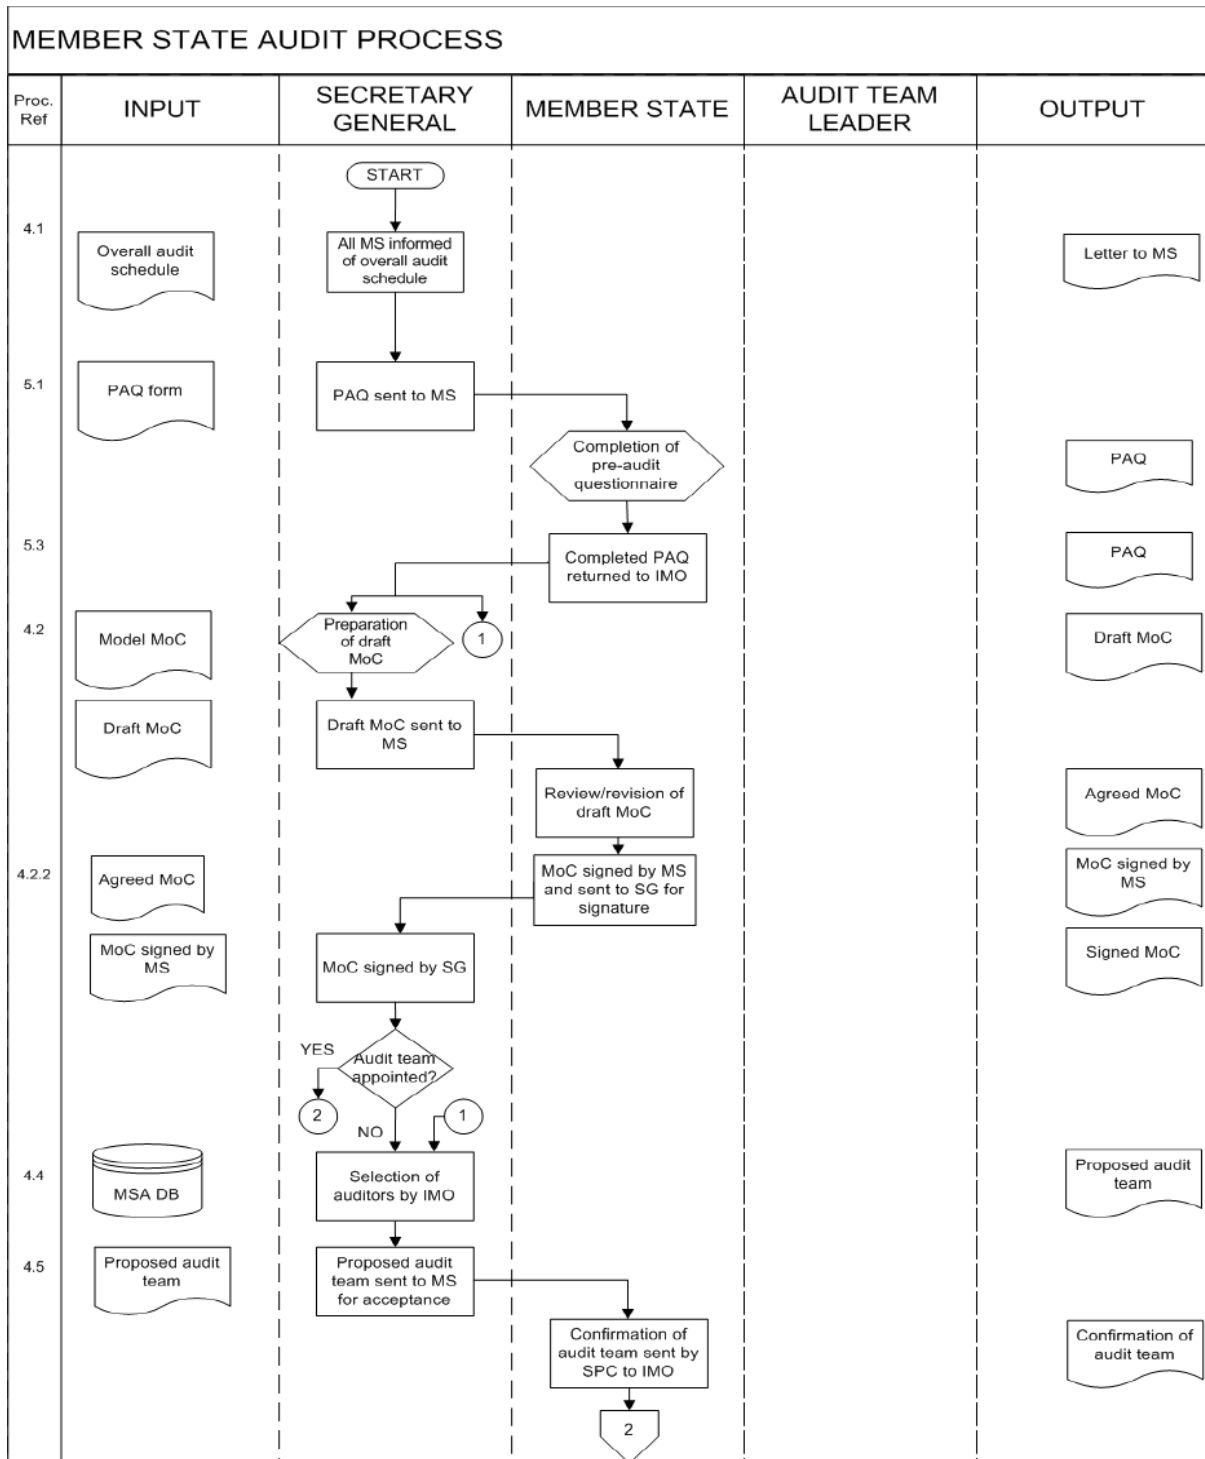 MEMBER STATE AUDIT PROCESS
Proc.
Ref
INPUT
SECRETARY
GENERAL
MEMBER STATE
AUDIT TEAM
LEADER
OUTPUT
START
4.1
Overall audit
schedule
All MS informed
of overall audit
schedule
Letter to MS
5.1
PAQ form
PAQ sent to MS
Completion of
pre-audit
questionnaire
PAQ
5.3
Completed PAQ
returned to IMO
PAQ
4.2
Model MoC
Preparation
of draft
MoC
1
Draft MoC
Draft MoC
Draft MoC sent to
MS
Review/revision of
draft MoC
Agreed MoC
4.2.2
Agreed MoC
MoC signed by MS
and sent to SG for
signature
MoC signed by
MS
MoC signed by
MS
MoC signed by SG
Signed MoC
YES
Audit team
appointed?
2
NO
1
4.4
MSA DB
Selection of
auditors by IMO
Proposed audit
team
4.5
Proposed audit
team
Proposed audit
team sent to MS
for acceptance
Confirmation of
audit team sent by
SPC to IMO
Confirmation of
audit team
2